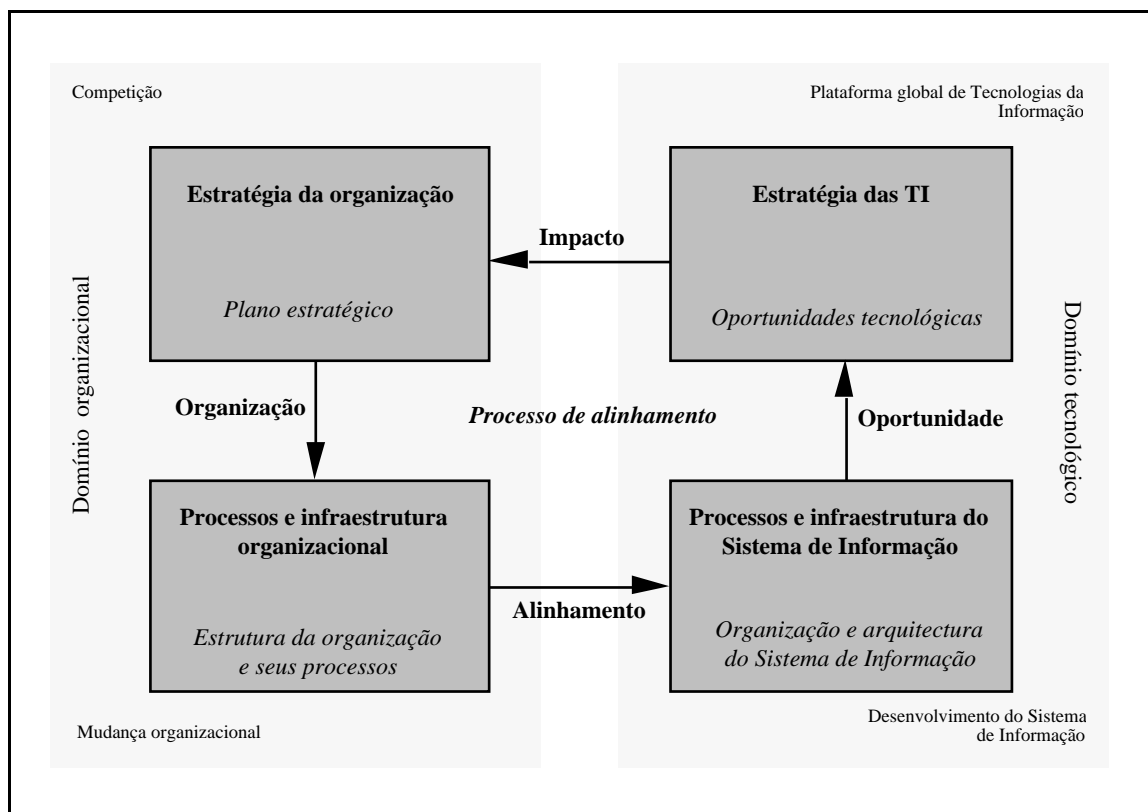 Competição
Plataforma global de Tecnologias da
Informação
Estratégia da organização
Estratégia das TI
Impacto
Plano estratégico
Oportunidades tecnológicas
Domínio organizacional
Domínio tecnológico
Organização
Processo de alinhamento
Oportunidade
Processos e infraestrutura
organizacional
Processos e infraestrutura do
Sistema de Informação
Alinhamento
Estrutura da organização
e seus processos
Organização e arquitectura
do Sistema de Informação
Mudança organizacional
Desenvolvimento do Sistema
de Informação